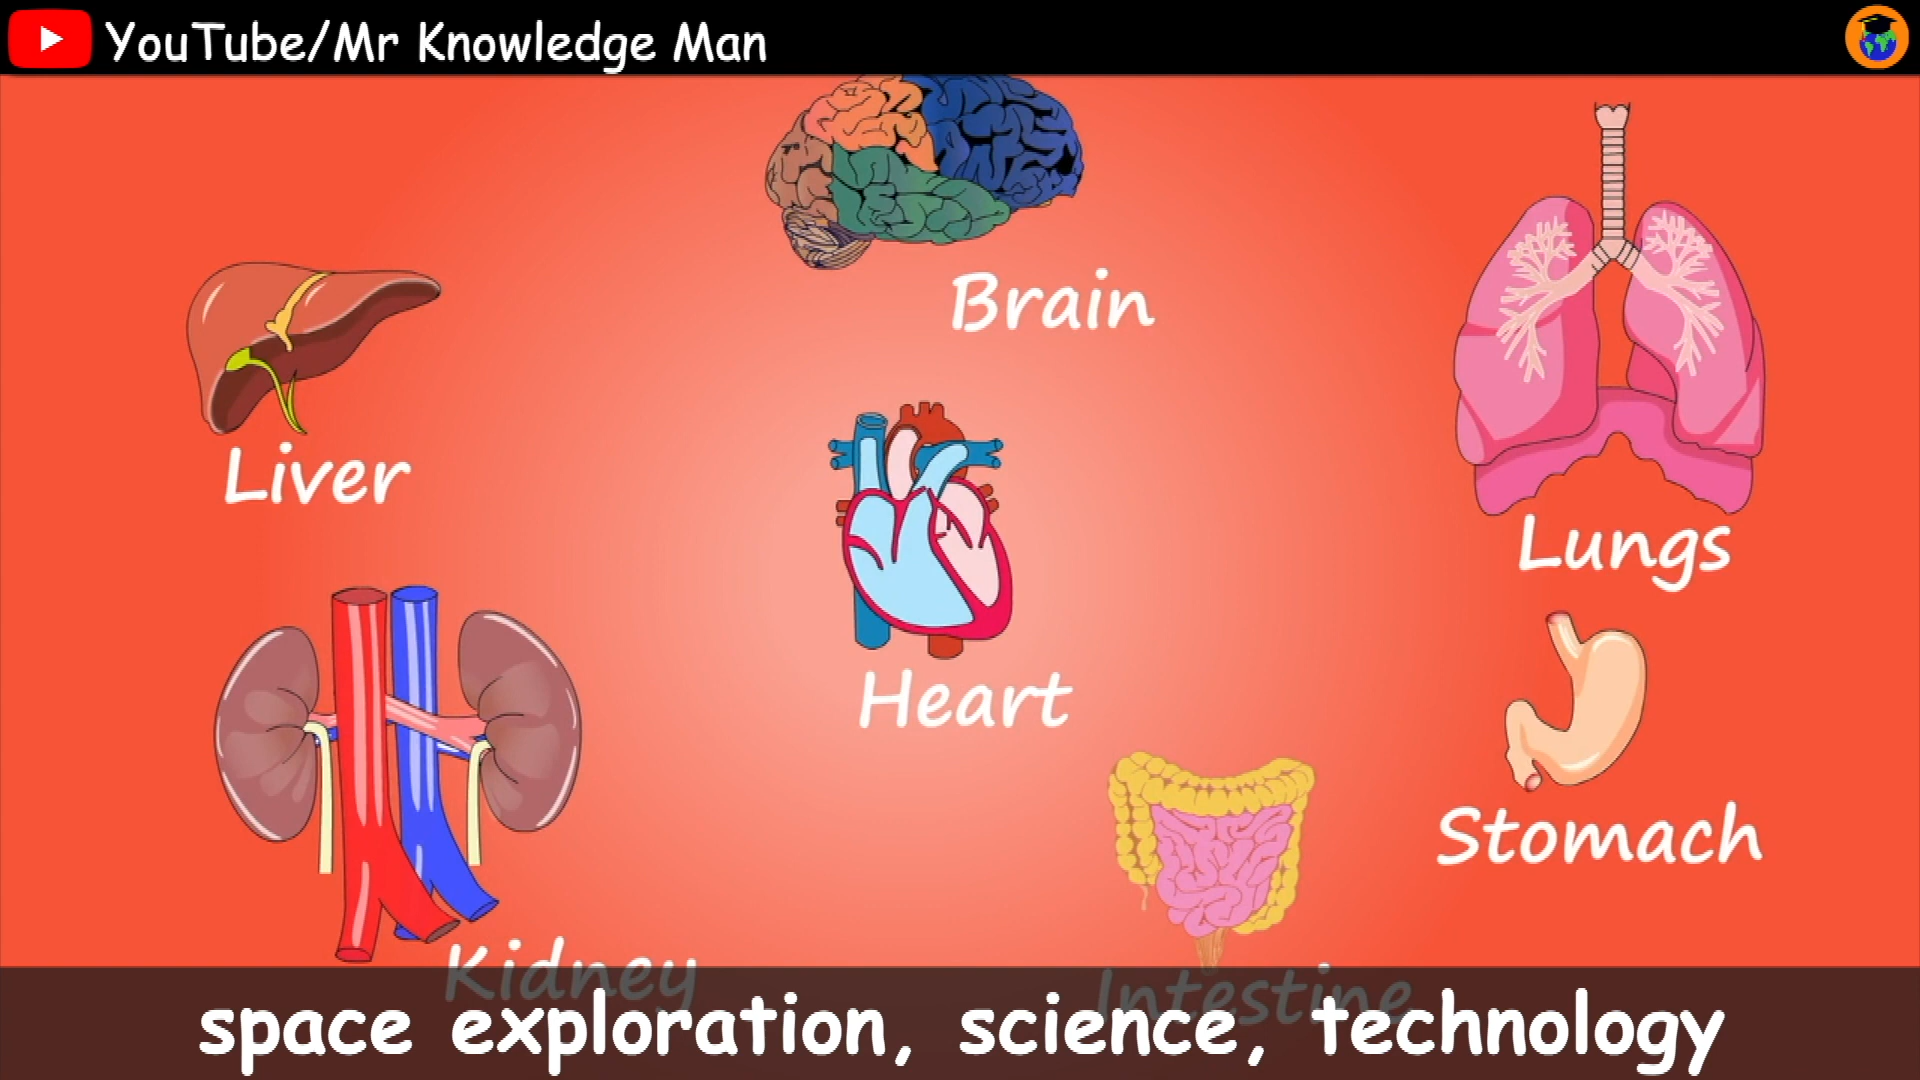 YouTube/Mr Knowledge Man
Brain
Liver
Lungs
Heart
Stomach
Kidney
Intestine
space exploration, science, technology